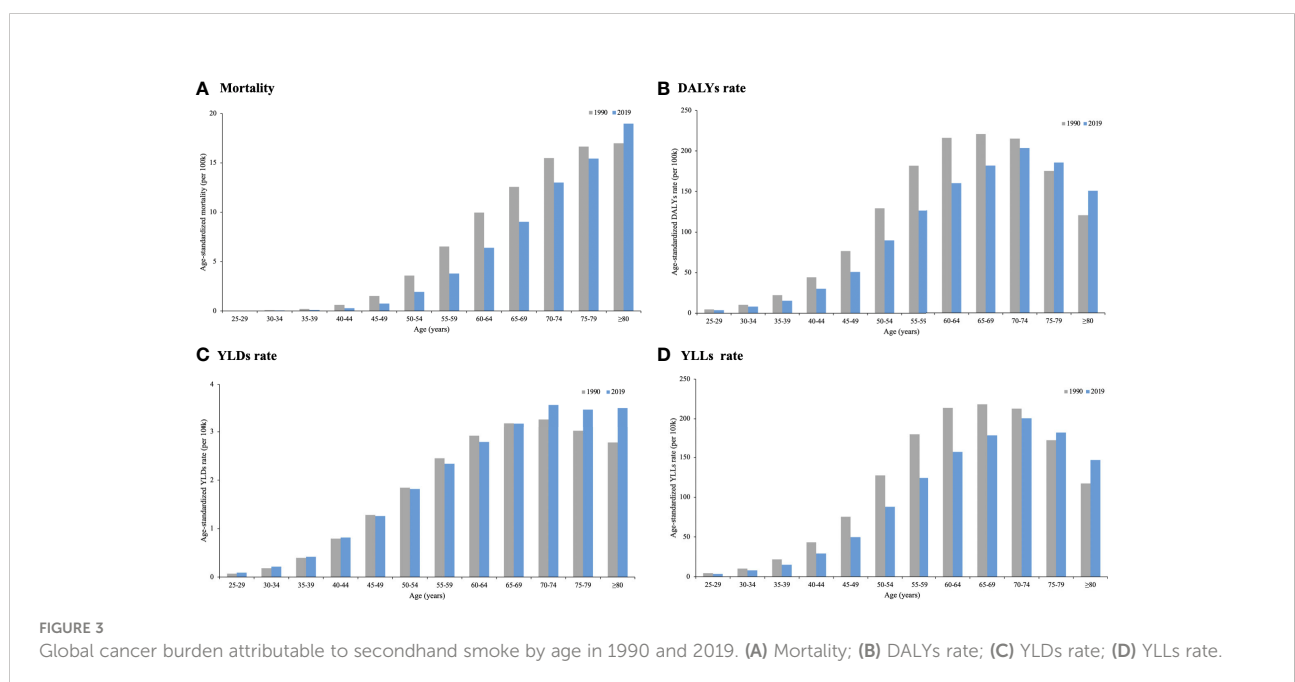 A Mortality
1990 2019
Age-standardized mortality (per 100k)
20
15
10
5
0
25-29 30-34 35-39 40-44 45-49 50-54 55-59 60-64 65-69 70-74 75-79 ≥80
Age (years)
B DALYs rate
1990 2019
Age-standardized DALYs rate (per 100k)
250
200
150
100
50
0
25-29 30-34 35-39 40-44 45-49 50-54 55-59 60-64 65-69 70-74 75-79 ≥80
Age (years)
C YLDs rate
1990 2019
Age-standardized YLDs rate (per 100k)
4
3
2
1
0
25-29 30-34 35-39 40-44 45-49 50-54 55-59 60-64 65-69 70-74 75-79 ≥80
Age (years)
D YLLs rate
1990 2019
Age-standardized YLLs rate (per 100k)
250
200
150
100
50
0
25-29 30-34 35-39 40-44 45-49 50-54 55-59 60-64 65-69 70-74 75-79 ≥80
Age (years)
FIGURE 3
Global cancer burden attributable to secondhand smoke by age in 1990 and 2019. (A) Mortality; (B) DALYs rate; (C) YLDs rate; (D) YLLs rate.